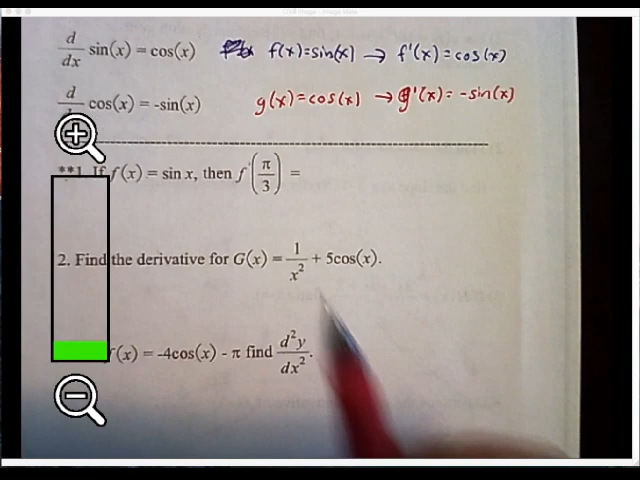 d/dx sin(x) = cos(x) f(x)=sin(x) → f'(x)=cos(x)
d cos(x) = -sin(x) g(x)=cos(x) → g'(x)= -sin(x)
**1. If f(x) = sin x, then f'(π/3) =
2. Find the derivative for G(x) = 1/x² + 5cos(x).
(x) = -4cos(x) - π find d²y/dx².